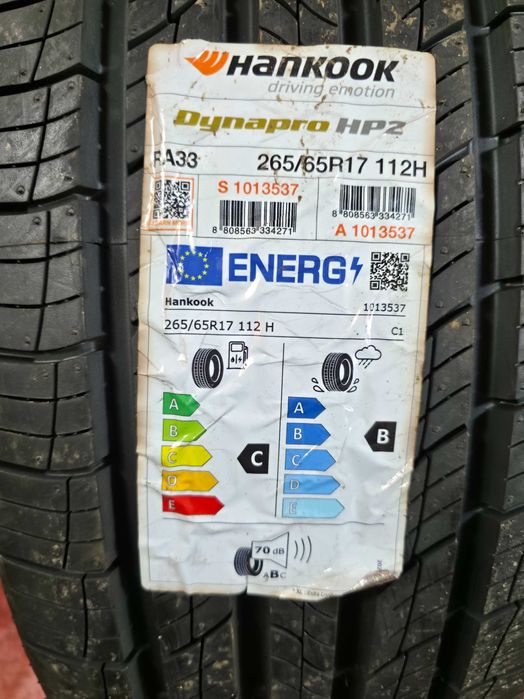 Hankook
driving emotion
Dynapro HP2
RA33 265/65R17 112H
S 1013537
8 808563 334271
8 808563 334271
A 1013537
ENERG
Hankook 1013537
265/65R17 112 H C1
A
B
C
D
E
C
A
B
C
D
E
B
70 dB
ABC